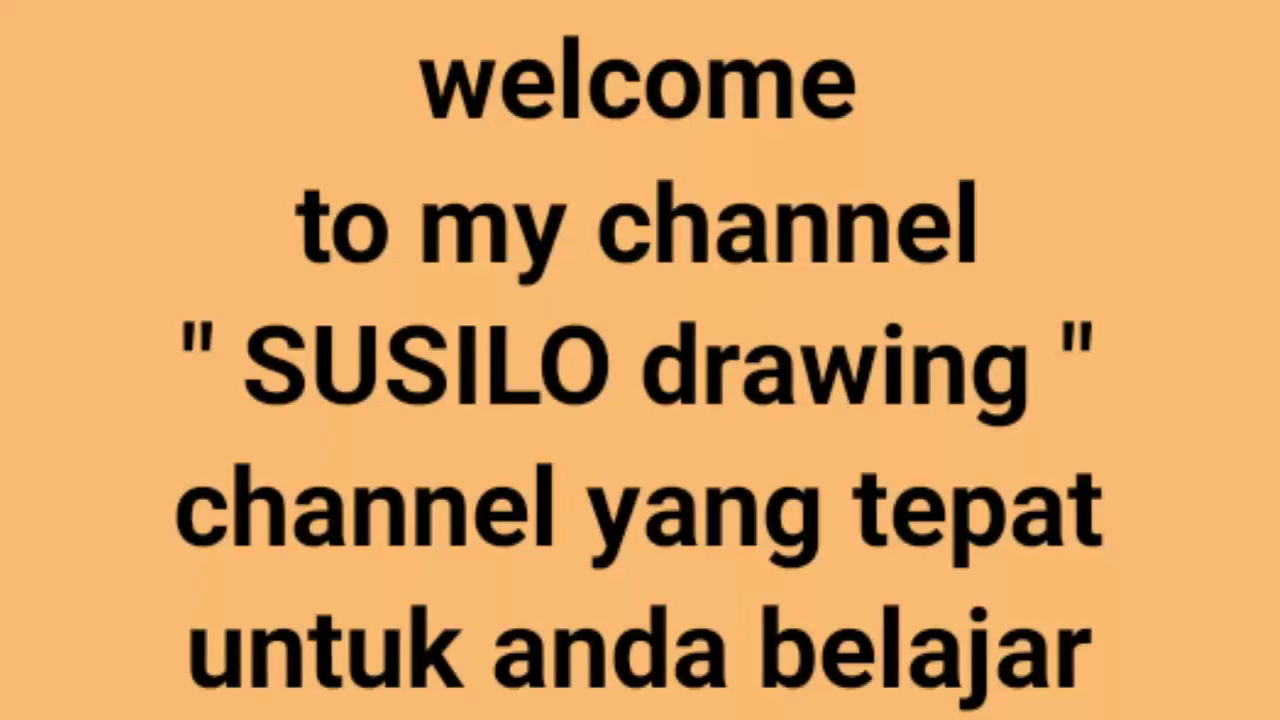 welcome
to my channel
" SUSILO drawing "
channel yang tepat
untuk anda belajar